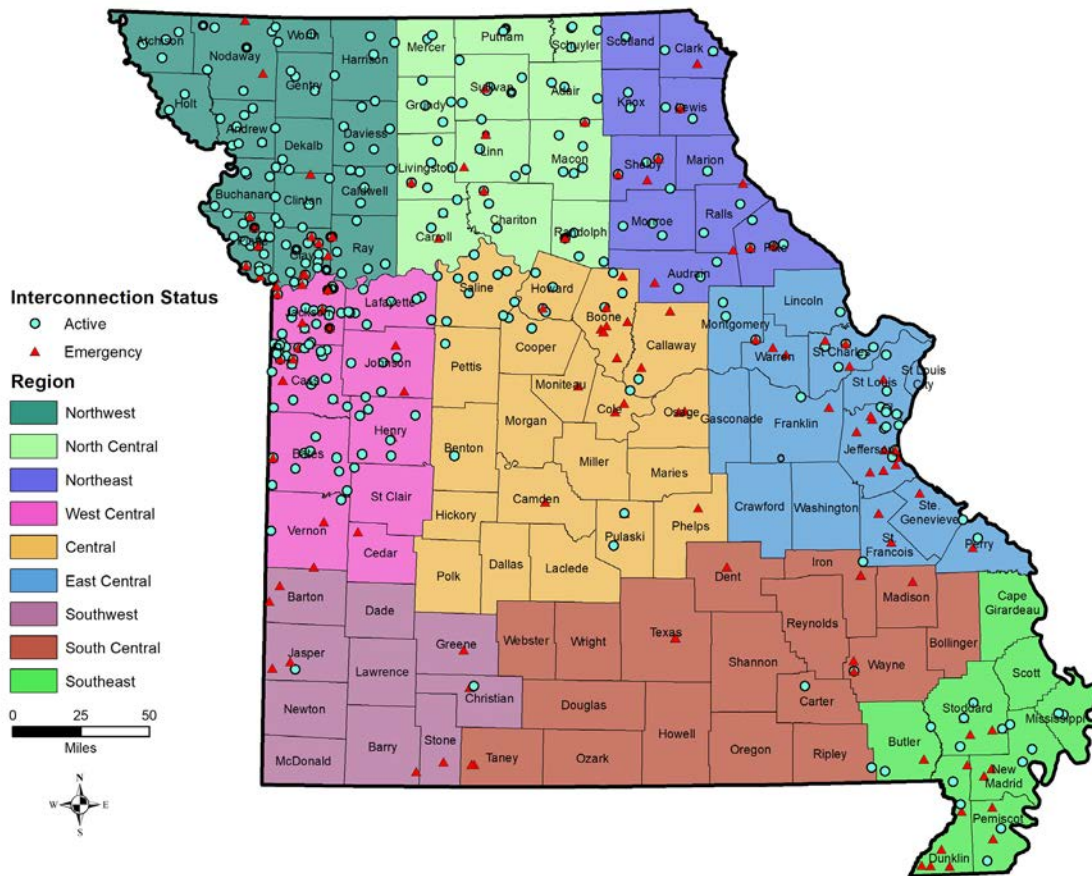 Interconnection Status
Active
Emergency
Region
Northwest
North Central
Northeast
West Central
Central
East Central
Southwest
South Central
Southeast
0 25 50
Miles
N
W E
S
Atchison
Nodaway
Worth
Harrison
Mercer
Putnam
Schuyler
Scotland
Clark
Holt
Gentry
Sullivan
Adair
Knox
Lewis
Andrew
Grundy
Daviess
Dekalb
Linn
Macon
Shelby
Marion
Livingston
Buchanan
Clinton
Caldwell
Chariton
Monroe
Ralls
Platte
Clay
Ray
Carroll
Randolph
Pike
Audrain
Jackson
Lafayette
Saline
Howard
Boone
Callaway
Montgomery
Lincoln
Warren
St Charles
St Louis
St Louis
City
Cass
Johnson
Pettis
Cooper
Moniteau
Cole
Osage
Gasconade
Franklin
Jefferson
Bates
Henry
Benton
Morgan
Miller
Maries
St Clair
Camden
Crawford
Washington
Ste.
Genevieve
Vernon
Hickory
Pulaski
Phelps
St
Francois
Perry
Cedar
Polk
Dallas
Laclede
Dent
Iron
Madison
Cape
Girardeau
Barton
Dade
Greene
Webster
Wright
Texas
Reynolds
Bollinger
Jasper
Lawrence
Christian
Shannon
Wayne
Scott
Newton
Douglas
Carter
Stoddard
Mississippi
McDonald
Barry
Stone
Taney
Ozark
Howell
Oregon
Ripley
Butler
New
Madrid
Pemiscot
Dunklin